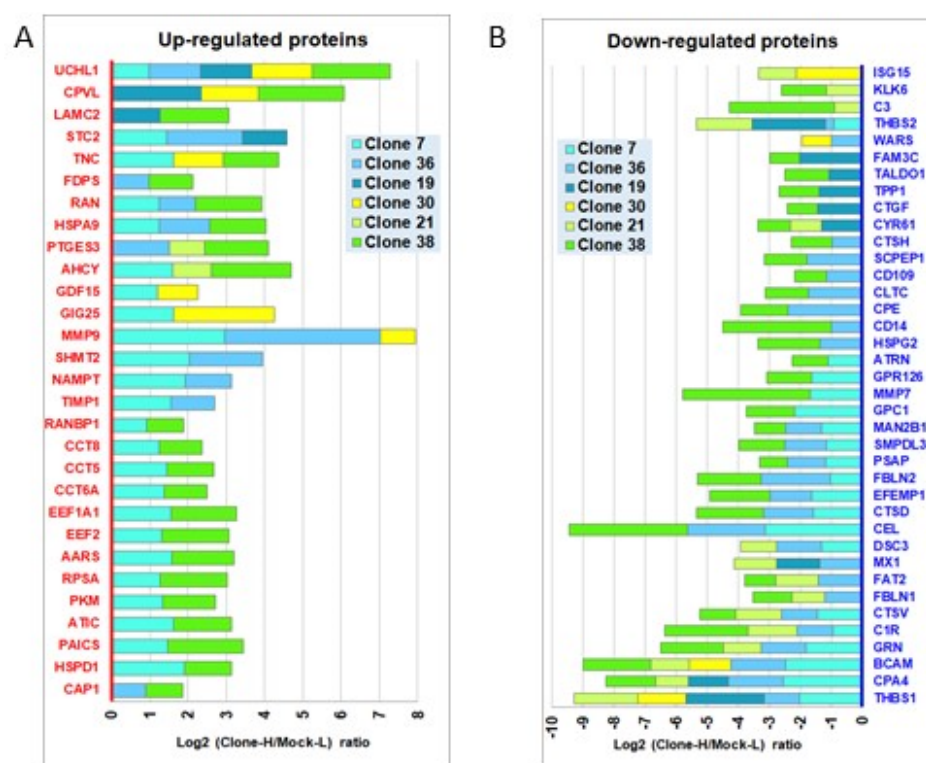 A
Up-regulated proteins
UCHL1
CPVL
LAMC2
STC2
TNC
FDPS
RAN
HSPA9
PTGES3
AHCY
GDF15
GIG25
MMP9
SHMT2
NAMPT
TIMP1
RANBP1
CCT8
CCT5
CCT6A
EEF1A1
EEF2
AARS
RPSA
PKM
ATIC
PAICS
HSPD1
CAP1
Clone 7
Clone 36
Clone 19
Clone 30
Clone 21
Clone 38
0 1 2 3 4 5 6 7 8
Log2 (Clone-H/Mock-L) ratio
B
Down-regulated proteins
Clone 7
Clone 36
Clone 19
Clone 30
Clone 21
Clone 38
ISG15
KLK6
C3
THBS2
WARS
FAM3C
TALDO1
TPP1
CTGF
CYR61
CTSH
SCPEP1
CD109
CLTC
CPE
CD14
HSPG2
ATRN
GPR126
MMP7
GPC1
MAN2B1
SMPDL3
PSAP
FBLN2
EFEMP1
CTSD
CEL
DSC3
MX1
FAT2
FBLN1
CTSV
C1R
GRN
BCAM
CPA4
THBS1
-10 -9 -8 -7 -6 -5 -4 -3 -2 -1 0
Log2 (Clone-H/Mock-L) ratio